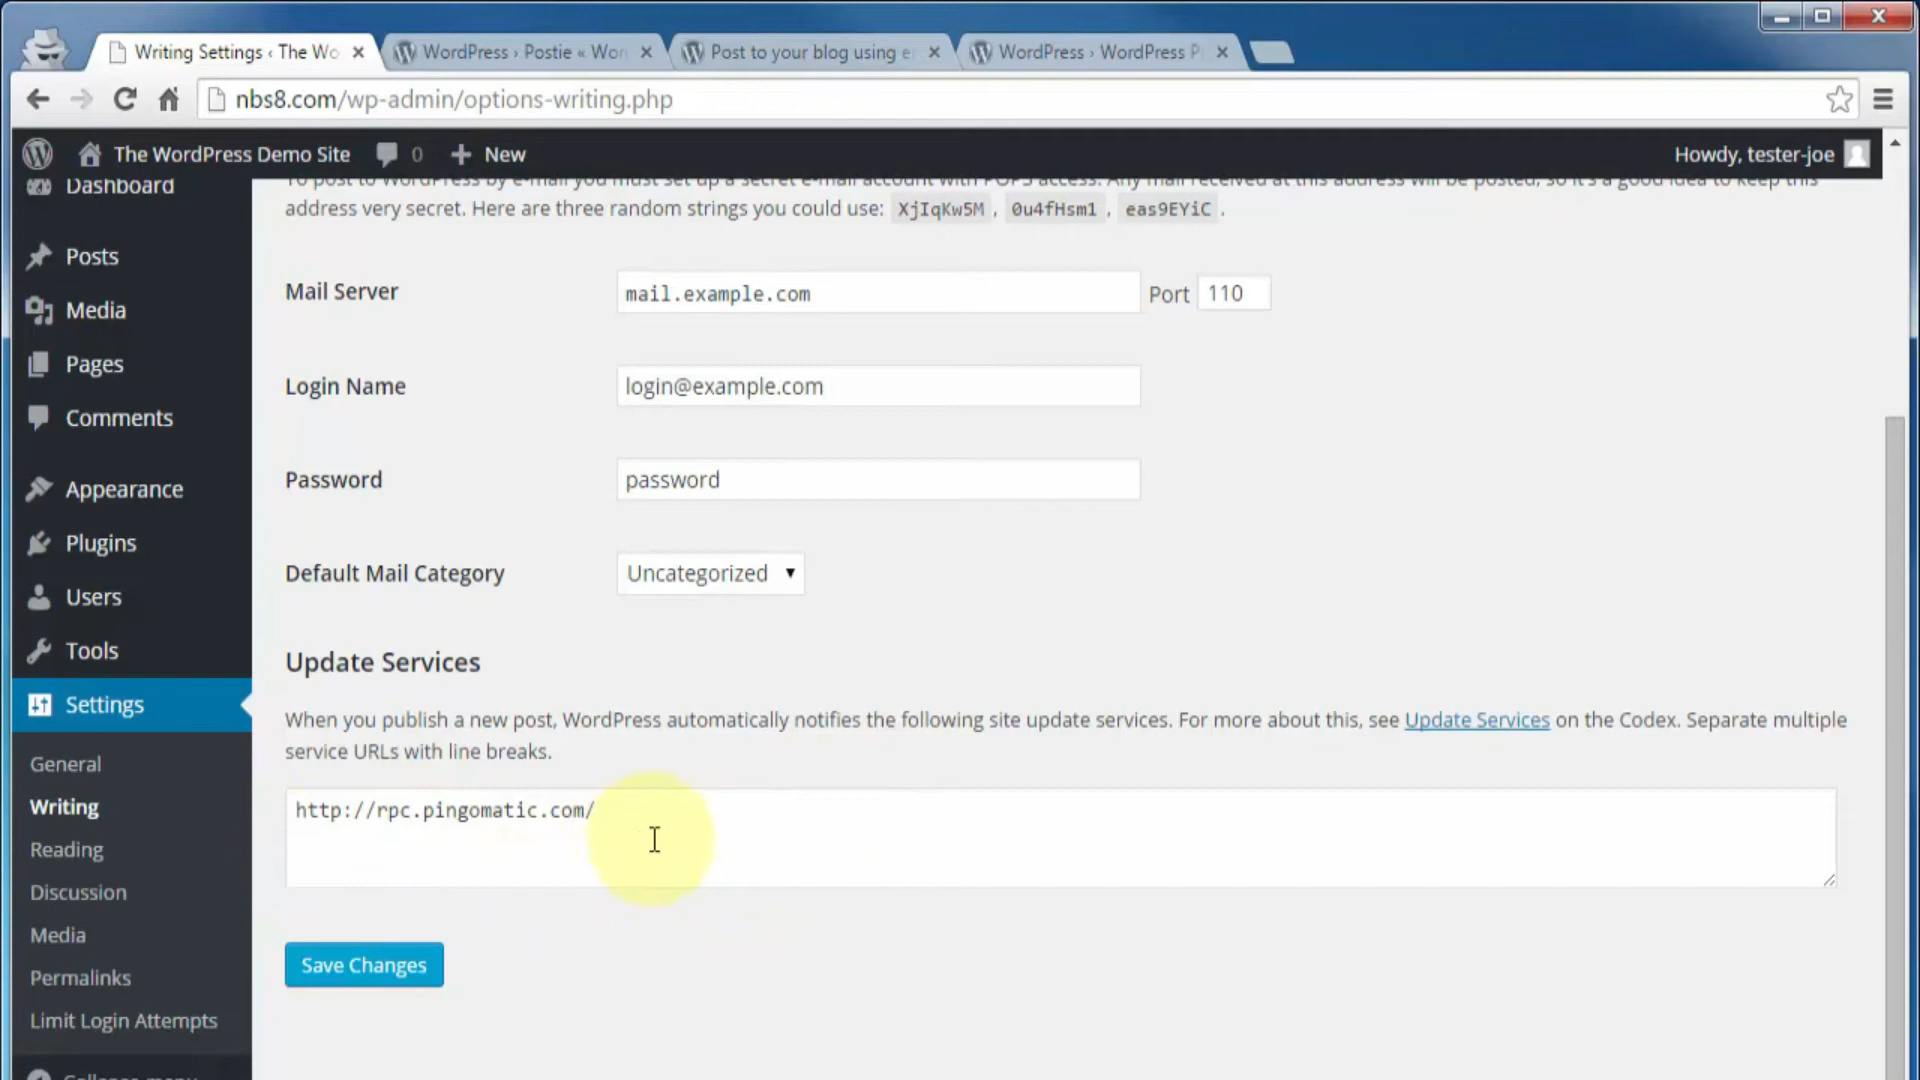 Writing Settings ‹ The Wo
WordPress › Postie « Wor
Post to your blog using e
WordPress › WordPress P
nbs8.com/wp-admin/options-writing.php
The WordPress Demo Site 0 New
Howdy, tester-joe
Dashboard
Posts
Media
Pages
Comments
Appearance
Plugins
Users
Tools
Settings
General
Writing
Reading
Discussion
Media
Permalinks
Limit Login Attempts
Collapse menu
To post to WordPress by e-mail you must set up a secret e-mail account with POP3 access. Any mail received at this address will be posted, so it's a good idea to keep this
address very secret. Here are three random strings you could use: XjIqKw5M , 0u4fHsm1 , eas9EYiC .
Mail Server mail.example.com Port 110
Login Name login@example.com
Password password
Default Mail Category Uncategorized
Update Services
When you publish a new post, WordPress automatically notifies the following site update services. For more about this, see Update Services on the Codex. Separate multiple
service URLs with line breaks.
http://rpc.pingomatic.com/
Save Changes